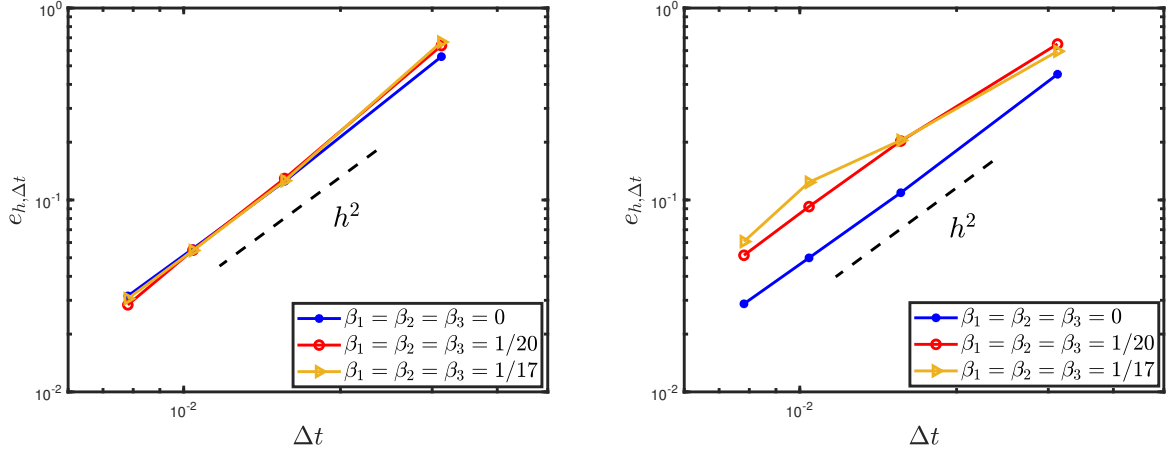 10^0
10^{-1}
10^{-2}
e_{h,Δt}
h^2
β_1 = β_2 = β_3 = 0
β_1 = β_2 = β_3 = 1/20
β_1 = β_2 = β_3 = 1/17
10^{-2}
Δt
10^0
10^{-1}
10^{-2}
e_{h,Δt}
h^2
β_1 = β_2 = β_3 = 0
β_1 = β_2 = β_3 = 1/20
β_1 = β_2 = β_3 = 1/17
10^{-2}
Δt